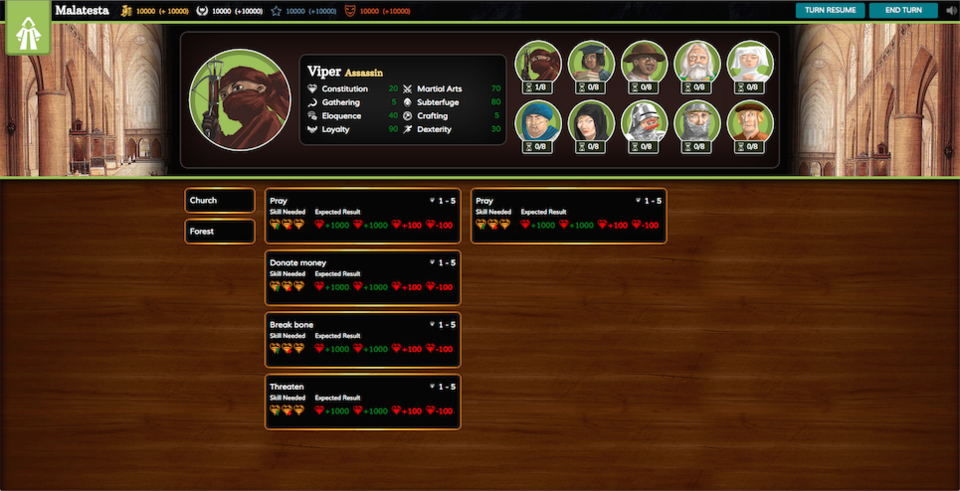 Malatesta 10000 (+ 10000) 10000 (+10000) 10000 (+10000) 10000 (+10000) TURN RESUME END TURN
Viper Assassin
Constitution 20 Martial Arts 70
Gathering 5 Subterfuge 80
Eloquence 40 Crafting 5
Loyalty 90 Dexterity 30
1/8 0/8 0/8 0/8 0/8
0/8 0/8 0/8 0/8 0/8
Church
Forest
Pray 1 - 5
Skill Needed Expected Result
+1000 +1000 +100 -100
Donate money 1 - 5
Skill Needed Expected Result
+1000 +1000 +100 -100
Break bone 1 - 5
Skill Needed Expected Result
+1000 +1000 +100 -100
Threaten 1 - 5
Skill Needed Expected Result
+1000 +1000 +100 -100
Pray 1 - 5
Skill Needed Expected Result
+1000 +1000 +100 -100